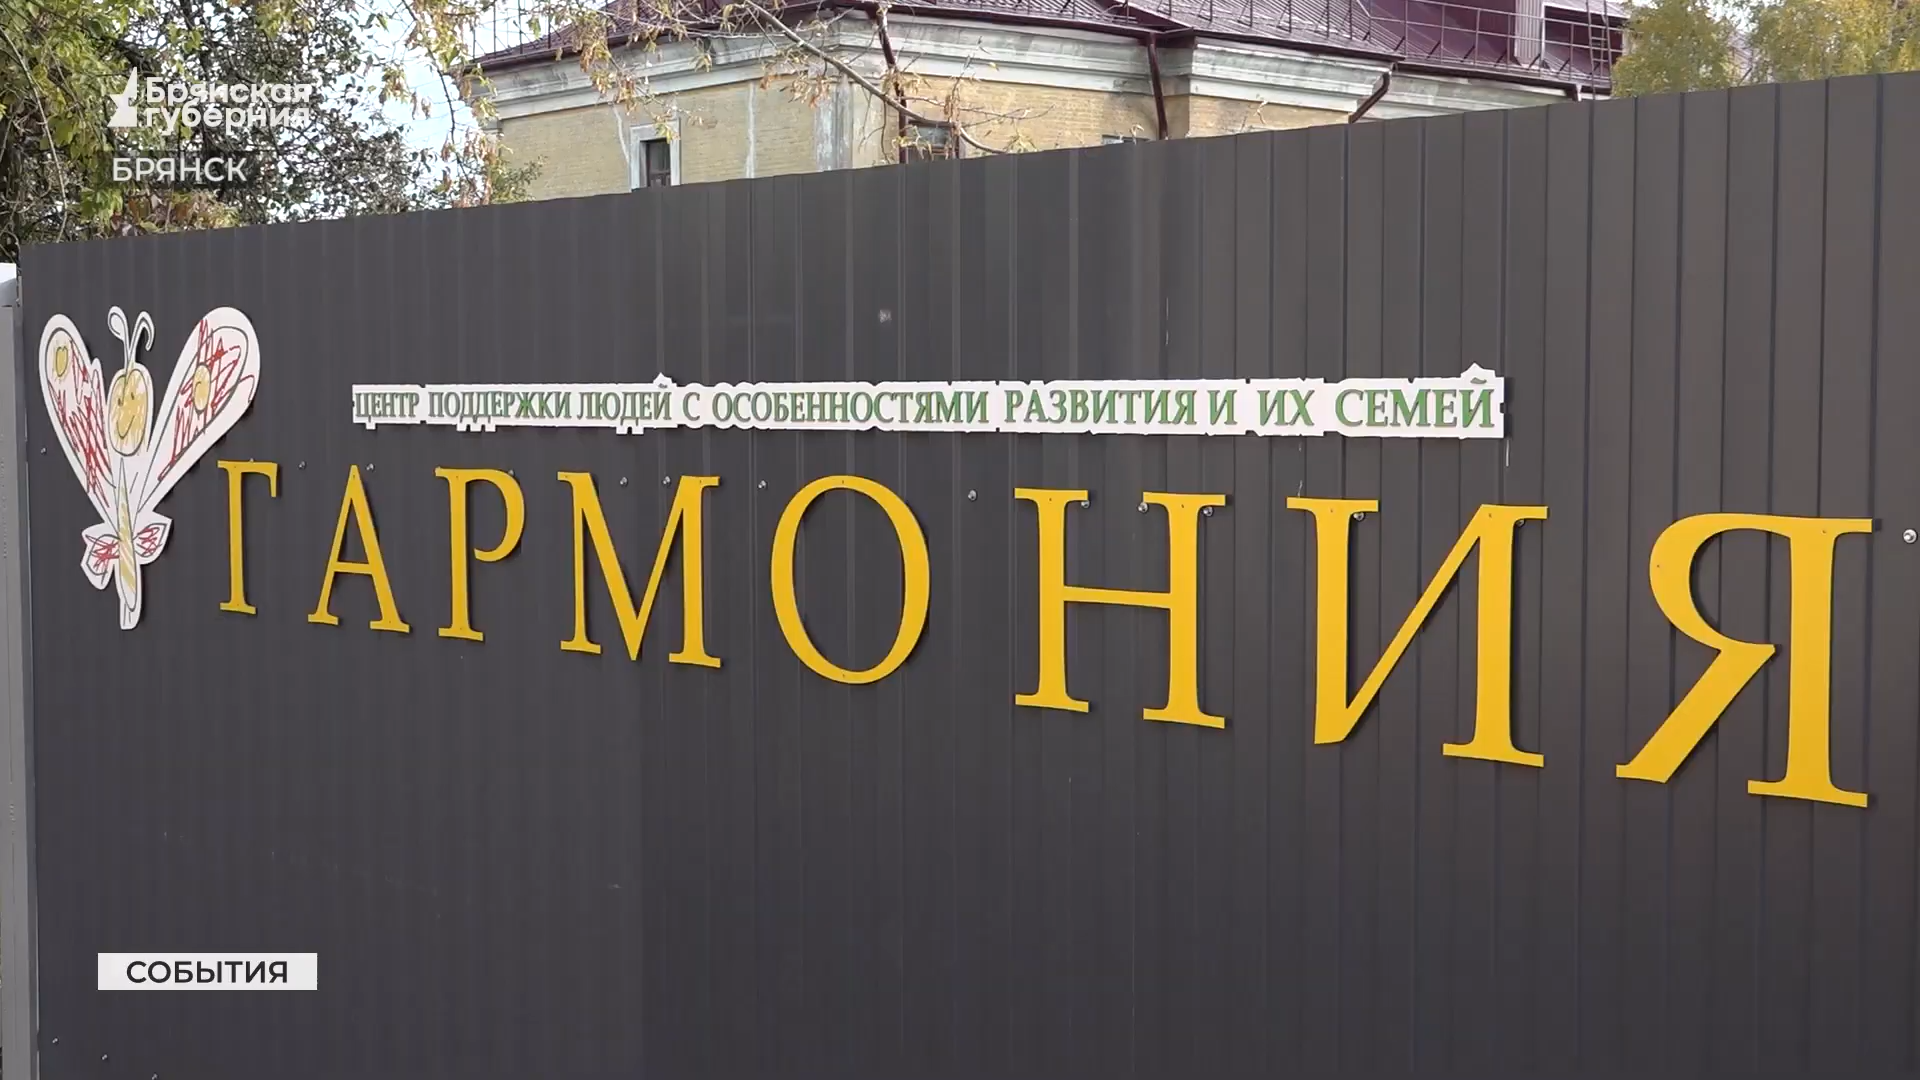 Брянская
губерния
БРЯНСК
ЦЕНТР ПОДДЕРЖКИ ЛЮДЕЙ С ОСОБЕННОСТЯМИ РАЗВИТИЯ И ИХ СЕМЕЙ
ГАРМОНИЯ
СОБЫТИЯ